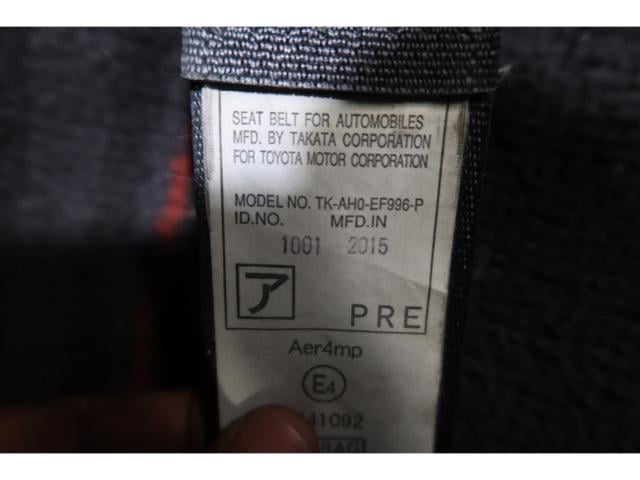 SEAT BELT FOR AUTOMOBILES
MFD. BY TAKATA CORPORATION
FOR TOYOTA MOTOR CORPORATION
MODEL NO. TK-AH0-EF996-P
ID.NO. MFD.IN
1001 2015
ア PRE
Aer4mp
E4
41092
BAG